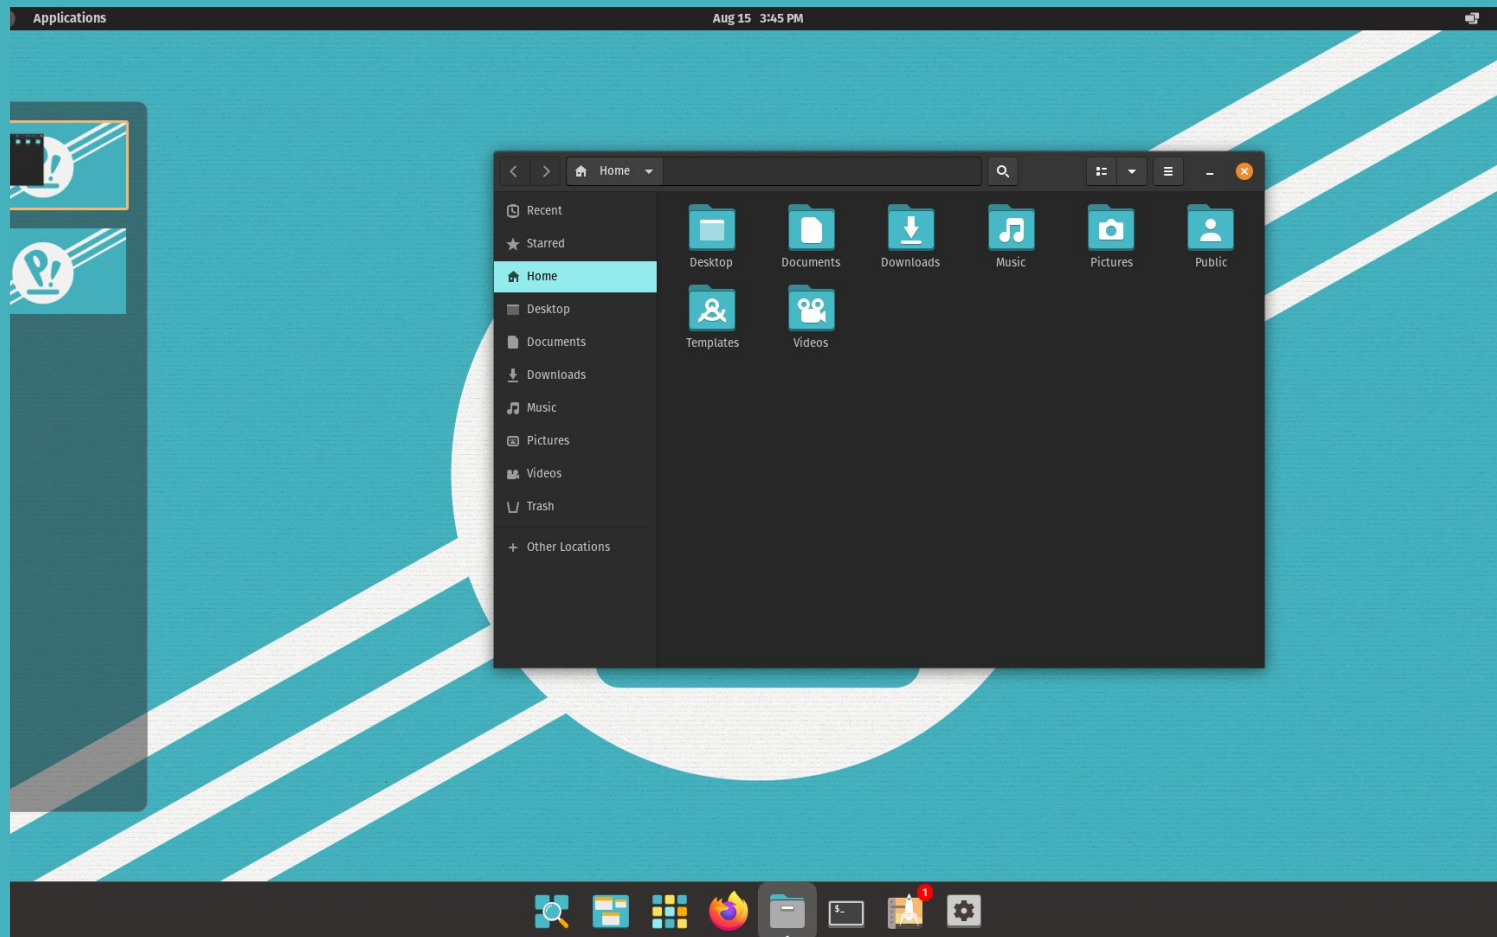 Applications
Aug 15 3:45 PM
Home
Recent
Starred
Home
Desktop
Documents
Downloads
Music
Pictures
Videos
Trash
Other Locations
Desktop
Documents
Downloads
Music
Pictures
Public
Templates
Videos
P!
P!
$_
1